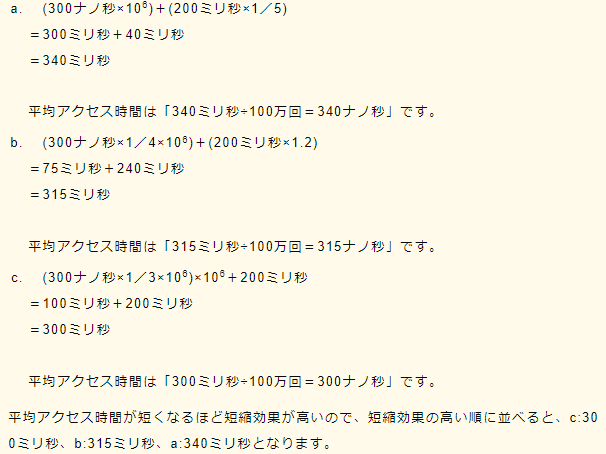 a. (300ナノ秒×10⁶)＋(200ミリ秒×1／5)
＝300ミリ秒＋40ミリ秒
＝340ミリ秒
平均アクセス時間は「340ミリ秒÷100万回＝340ナノ秒」です。
b. (300ナノ秒×1／4×10⁶)＋(200ミリ秒×1.2)
＝75ミリ秒＋240ミリ秒
＝315ミリ秒
平均アクセス時間は「315ミリ秒÷100万回＝315ナノ秒」です。
c. (300ナノ秒×1／3×10⁶)×10⁶＋200ミリ秒
＝100ミリ秒＋200ミリ秒
＝300ミリ秒
平均アクセス時間は「300ミリ秒÷100万回＝300ナノ秒」です。
平均アクセス時間が短くなるほど短縮効果が高いので、短縮効果の高い順に並べると、c:30
0ミリ秒、b:315ミリ秒、a:340ミリ秒となります。